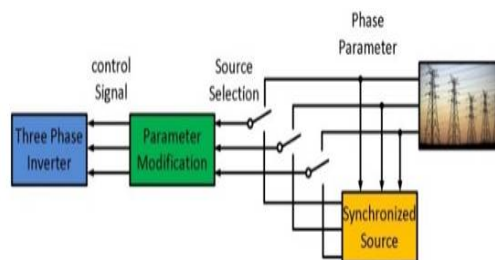 Phase
Parameter
control
Signal
Source
Selection
Three Phase
Inverter
Parameter
Modification
Synchronized
Source